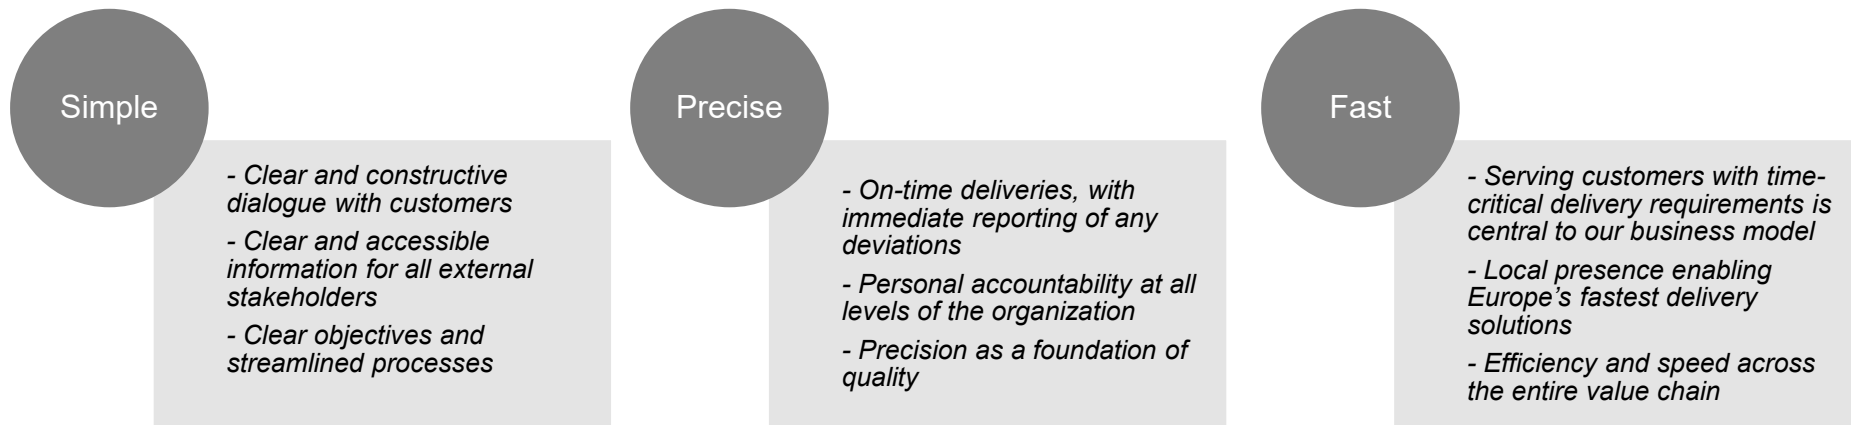 Simple
- Clear and constructive
dialogue with customers
- Clear and accessible
information for all external
stakeholders
- Clear objectives and
streamlined processes
Precise
- On-time deliveries, with
immediate reporting of any
deviations
- Personal accountability at all
levels of the organization
- Precision as a foundation of
quality
Fast
- Serving customers with time-
critical delivery requirements is
central to our business model
- Local presence enabling
Europe’s fastest delivery
solutions
- Efficiency and speed across
the entire value chain